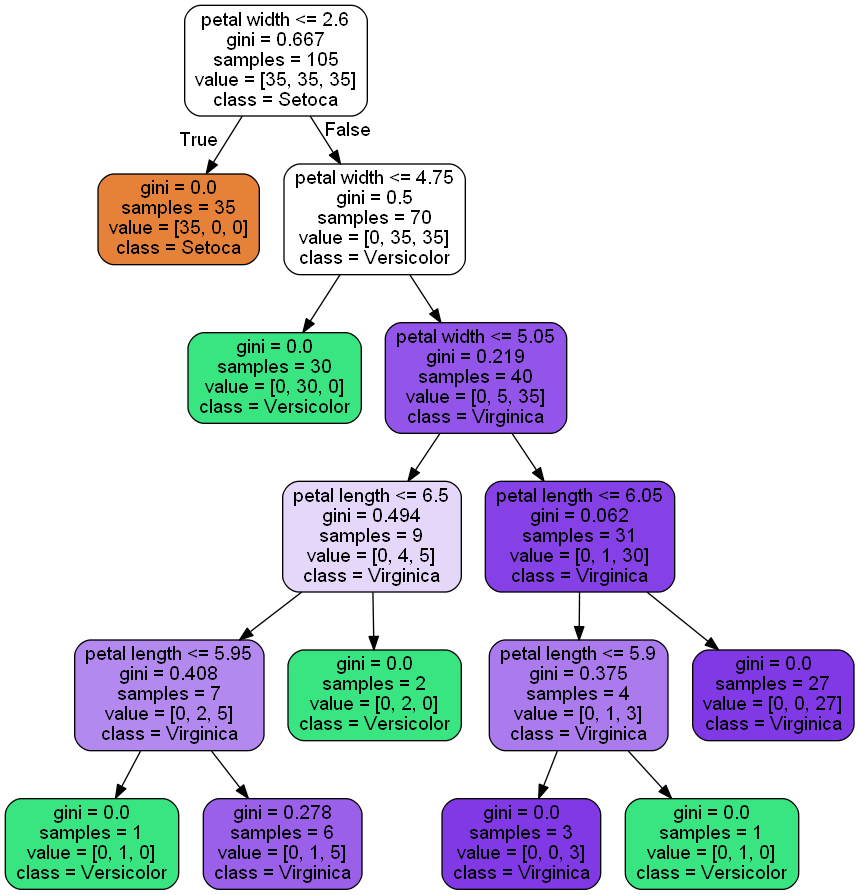 petal width <= 2.6
gini = 0.667
samples = 105
value = [35, 35, 35]
class = Setoca
True
False
gini = 0.0
samples = 35
value = [35, 0, 0]
class = Setoca
petal width <= 4.75
gini = 0.5
samples = 70
value = [0, 35, 35]
class = Versicolor
gini = 0.0
samples = 30
value = [0, 30, 0]
class = Versicolor
petal width <= 5.05
gini = 0.219
samples = 40
value = [0, 5, 35]
class = Virginica
petal length <= 6.5
gini = 0.494
samples = 9
value = [0, 4, 5]
class = Virginica
petal length <= 6.05
gini = 0.062
samples = 31
value = [0, 1, 30]
class = Virginica
petal length <= 5.95
gini = 0.408
samples = 7
value = [0, 2, 5]
class = Virginica
gini = 0.0
samples = 2
value = [0, 2, 0]
class = Versicolor
petal length <= 5.9
gini = 0.375
samples = 4
value = [0, 1, 3]
class = Virginica
gini = 0.0
samples = 27
value = [0, 0, 27]
class = Virginica
gini = 0.0
samples = 1
value = [0, 1, 0]
class = Versicolor
gini = 0.278
samples = 6
value = [0, 1, 5]
class = Virginica
gini = 0.0
samples = 3
value = [0, 0, 3]
class = Virginica
gini = 0.0
samples = 1
value = [0, 1, 0]
class = Versicolor